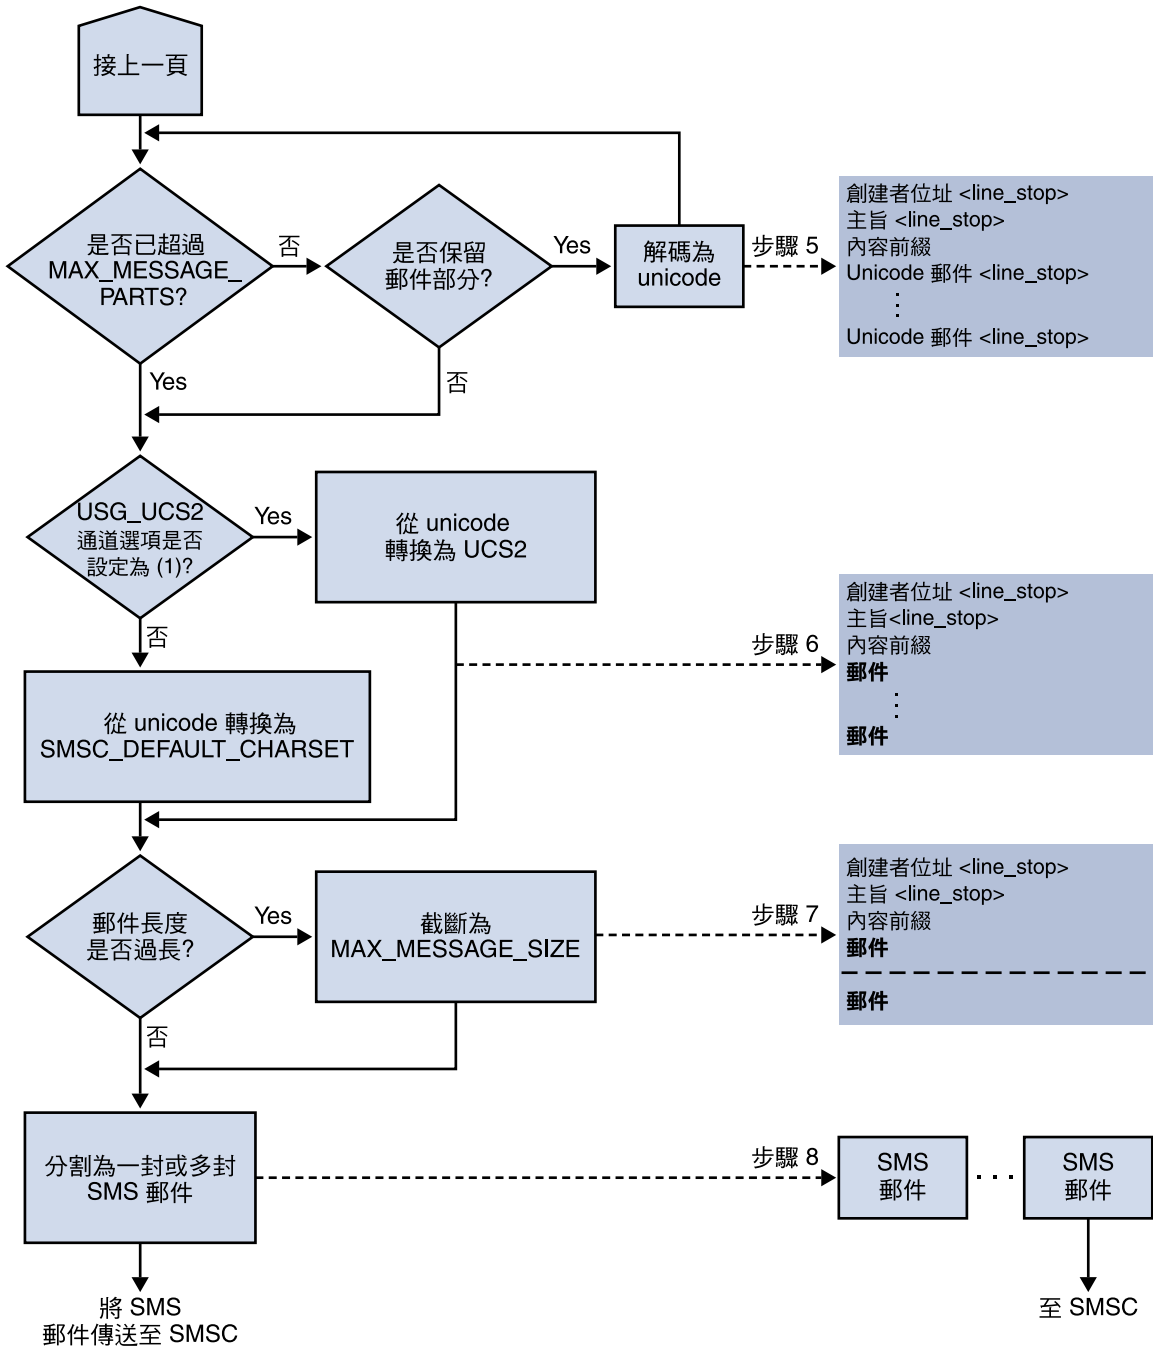 接上一頁
是否已超過
MAX_MESSAGE_
PARTS?
否
是否保留
郵件部分?
Yes
解碼為
unicode
步驟 5
創建者位址 <line_stop>
主旨 <line_stop>
內容前綴
Unicode 郵件 <line_stop>
Unicode 郵件 <line_stop>
Yes
否
USG_UCS2
通道選項是否
設定為 (1)?
Yes
從 unicode
轉換為 UCS2
否
步驟 6
創建者位址 <line_stop>
主旨<line_stop>
內容前綴
郵件
郵件
從 unicode 轉換為
SMSC_DEFAULT_CHARSET
郵件長度
是否過長?
Yes
截斷為
MAX_MESSAGE_SIZE
步驟 7
創建者位址 <line_stop>
主旨 <line_stop>
內容前綴
郵件
郵件
否
分割為一封或多封
SMS 郵件
步驟 8
SMS
郵件
SMS
郵件
將 SMS
郵件傳送至 SMSC
至 SMSC